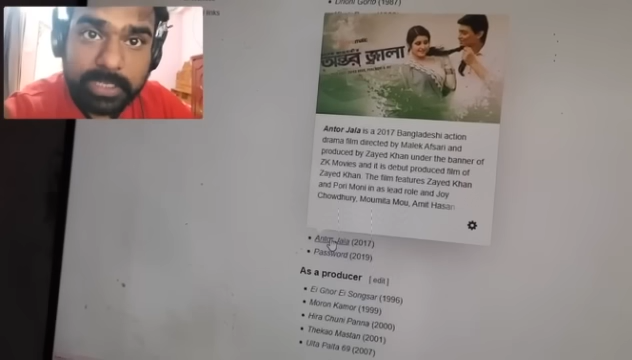 Dhoni Gorib (1987)
অন্তর জ্বালা
Antor Jala is a 2017 Bangladeshi action
drama film directed by Malek Afsari and
produced by Zayed Khan under the banner of
ZK Movies and it is debut produced film of
Zayed Khan. The film features Zayed Khan
and Pori Moni in as lead role and Joy
Chowdhury, Moumita Mou, Amit Hasan
Antor Jala (2017)
Password (2019)
As a producer [edit]
Ei Ghor Ei Songsar (1996)
Moron Kamor (1999)
Hira Chuni Panna (2000)
Thekao Mastan (2001)
Ulta Palta 69 (2007)